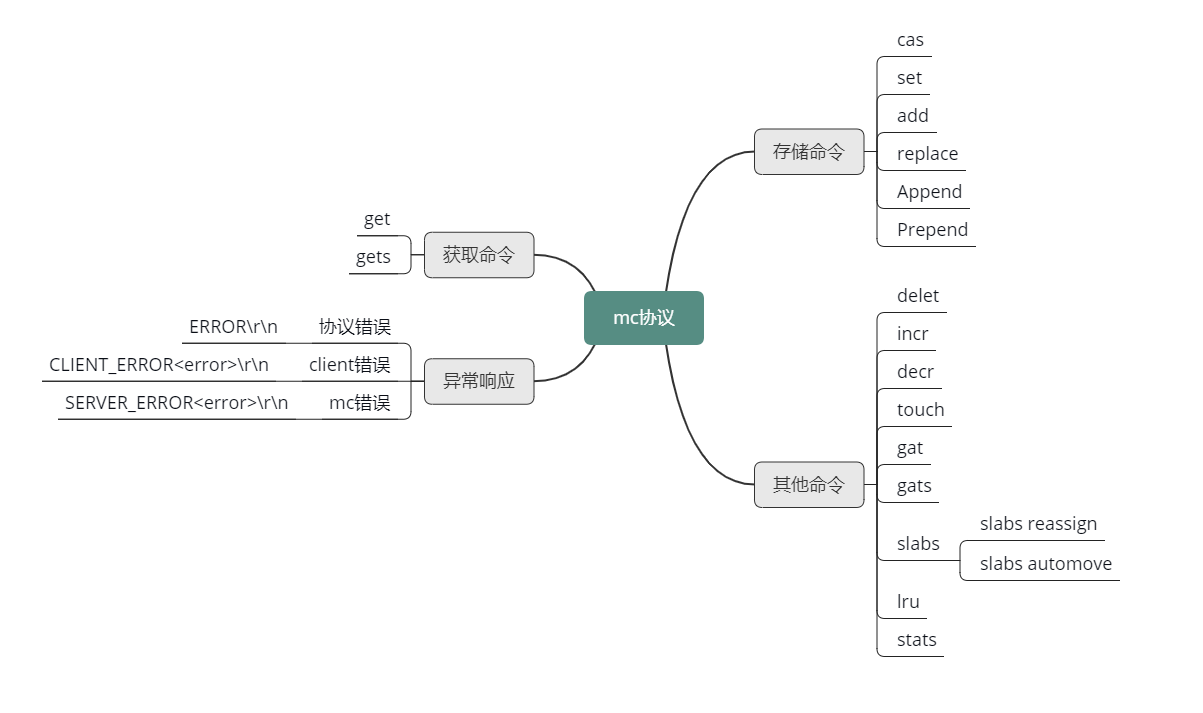 mc协议
存储命令
cas
set
add
replace
Append
Prepend
其他命令
delet
incr
decr
touch
gat
gats
slabs
slabs reassign
slabs automove
lru
stats
获取命令
get
gets
异常响应
协议错误
ERROR\r\n
client错误
CLIENT_ERROR<error>\r\n
mc错误
SERVER_ERROR<error>\r\n